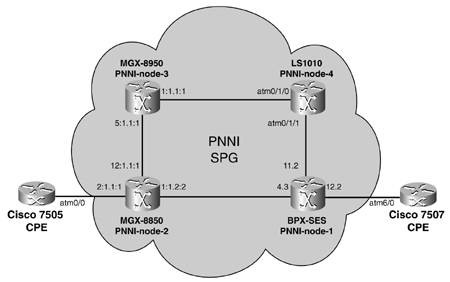 MGX-8950
PNNI-node-3
LS1010
PNNI-node-4
1:1.1:1
atm0/1/0
5:1.1:1
atm0/1/1
PNNI
SPG
12:1.1:1
11.2
2:1.1:1
1:1.2:2
4.3
12.2
atm0/0
atm6/0
Cisco 7505
CPE
MGX-8850
PNNI-node-2
BPX-SES
PNNI-node-1
Cisco 7507
CPE